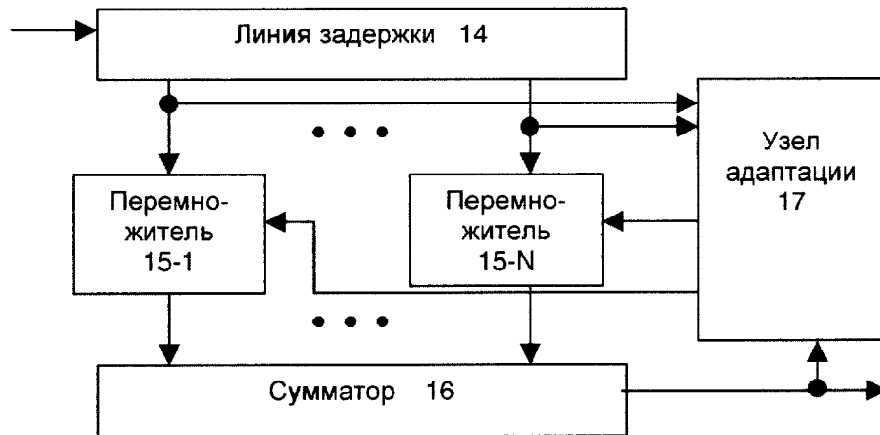 Линия задержки 14
Перемно-
житель
15-1
Перемно-
житель
15-N
Узел
адаптации
17
Сумматор 16